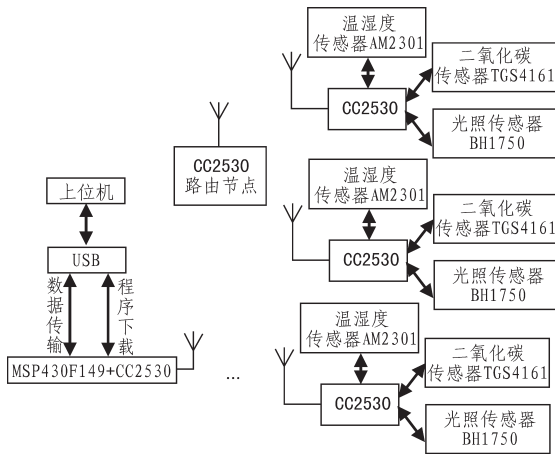 温湿度
传感器AM2301
二氧化碳
传感器TGS4161
CC2530
光照传感器
BH1750
CC2530
路由节点
温湿度
传感器AM2301
二氧化碳
传感器TGS4161
CC2530
光照传感器
BH1750
上位机
USB
数据传输
程序下载
MSP430F149+CC2530
...
温湿度
传感器AM2301
二氧化碳
传感器TGS4161
CC2530
光照传感器
BH1750